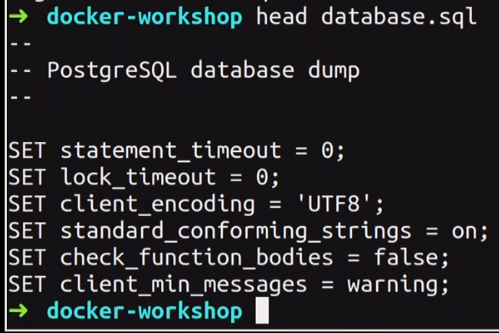 ➜ docker-workshop head database.sql
--
-- PostgreSQL database dump
--

SET statement_timeout = 0;
SET lock_timeout = 0;
SET client_encoding = 'UTF8';
SET standard_conforming_strings = on;
SET check_function_bodies = false;
SET client_min_messages = warning;
➜ docker-workshop